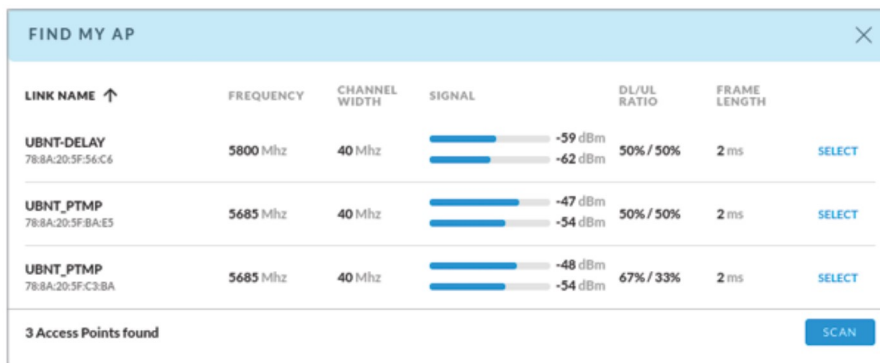 FIND MY AP
LINK NAME ↑ FREQUENCY CHANNEL WIDTH SIGNAL DL/UL RATIO FRAME LENGTH
UBNT-DELAY 5800 Mhz 40 Mhz -59 dBm 50% / 50% 2 ms SELECT
78:8A:20:5F:56:C6 -62 dBm
UBNT_PTMP 5685 Mhz 40 Mhz -47 dBm 50% / 50% 2 ms SELECT
78:8A:20:5F:BA:E5 -54 dBm
UBNT_PTMP 5685 Mhz 40 Mhz -48 dBm 67% / 33% 2 ms SELECT
78:8A:20:5F:C3:BA -54 dBm
3 Access Points found SCAN